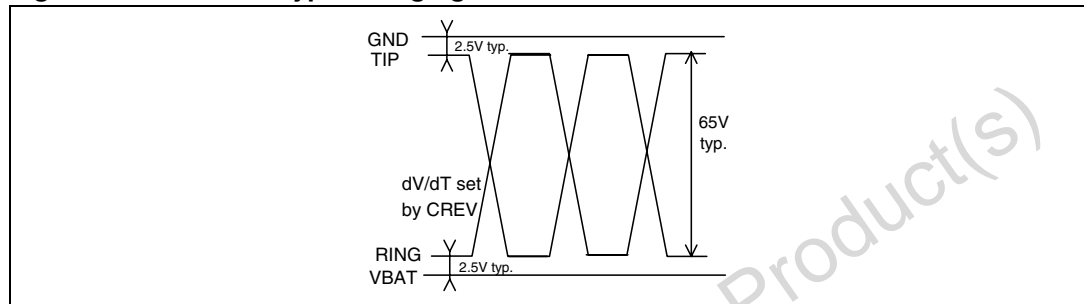 GND
2.5V typ.
TIP
65V
typ.
dV/dT set
by CREV
RING
2.5V typ.
VBAT
Product(s)